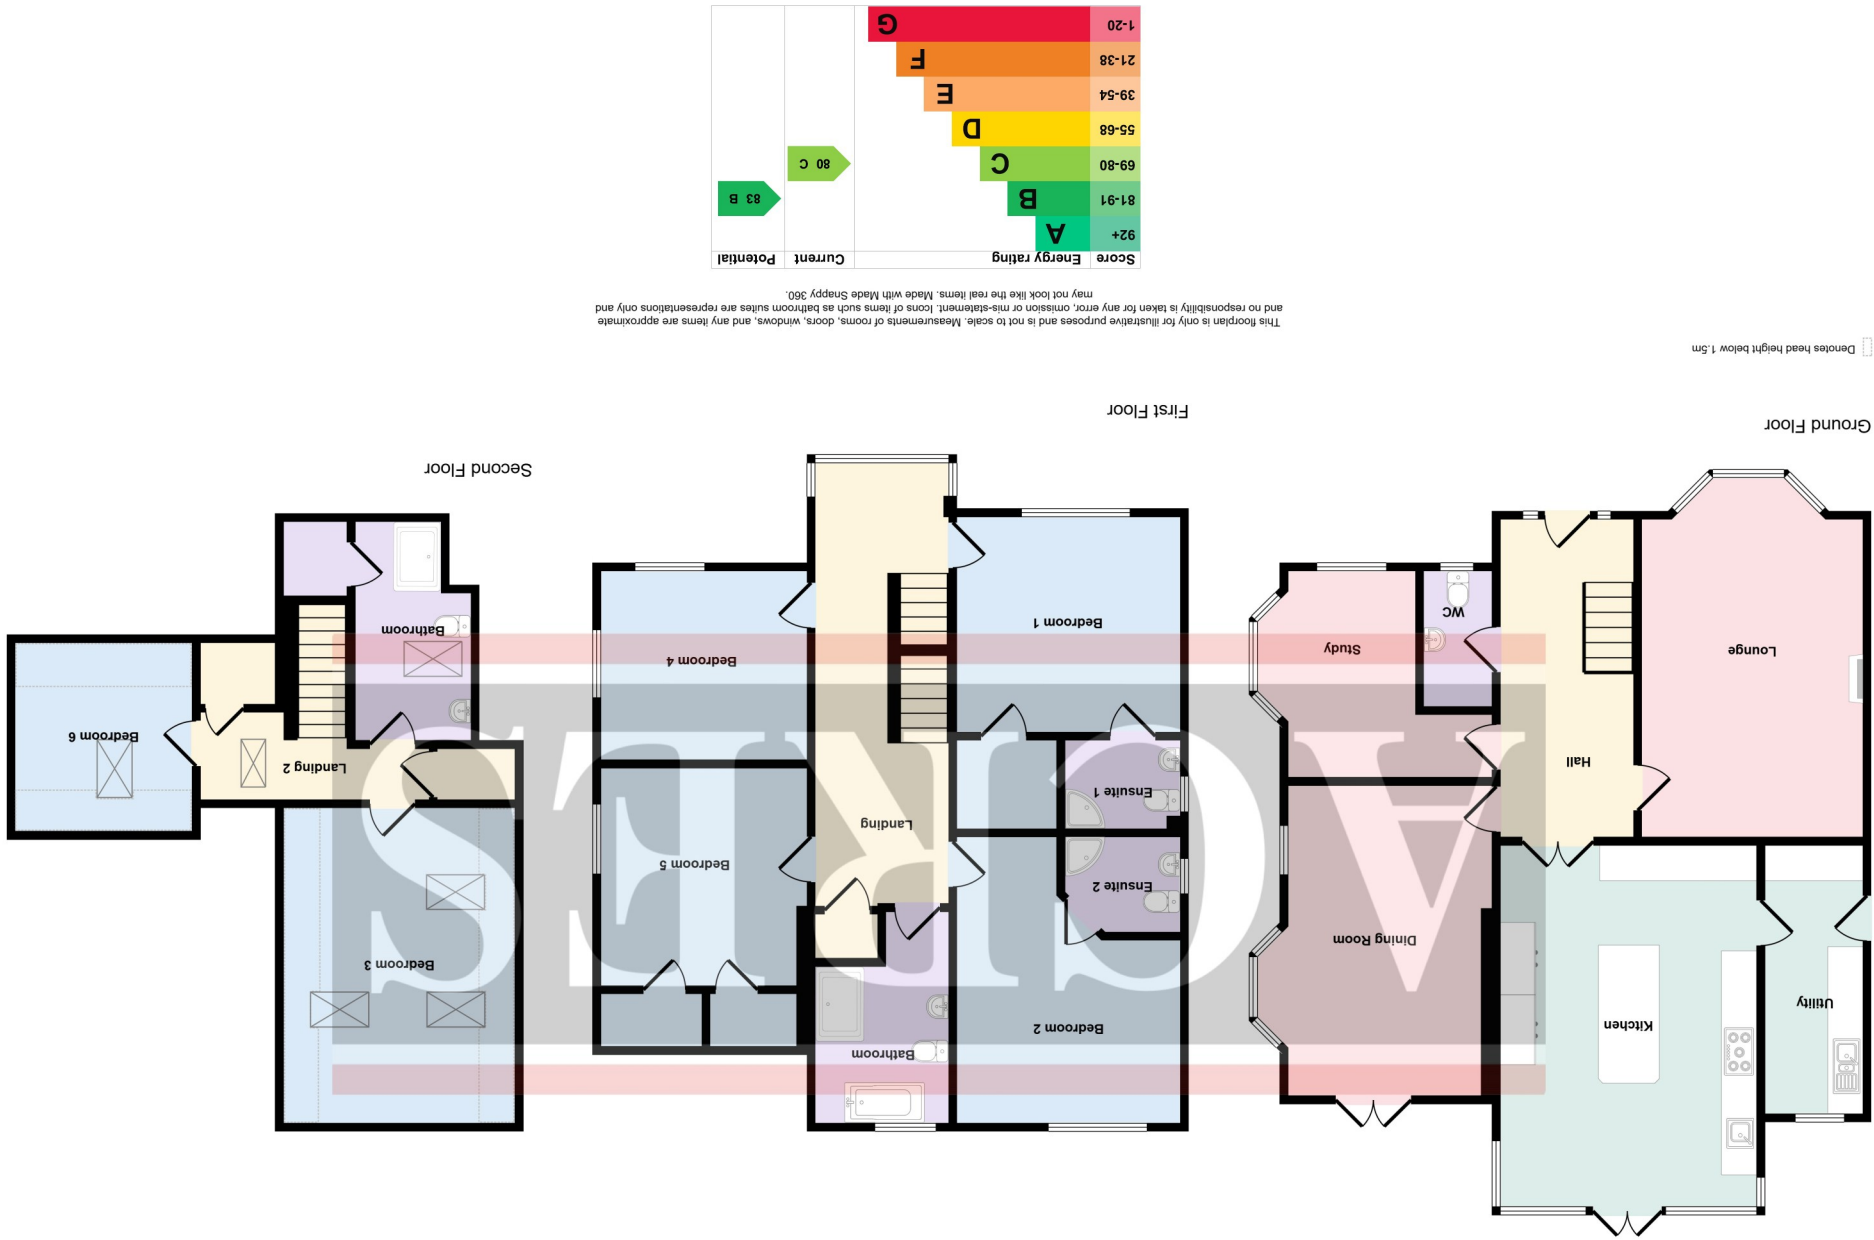 Ground Floor
Kitchen
Utility
Dining Room
Hall
Lounge
Study
WC
First Floor
Bedroom 2
Bathroom
Ensuite 2
Bedroom 5
Landing
Ensuite 1
Bedroom 4
Bedroom 1
Second Floor
Bedroom 3
Landing 2
Bedroom 6
Bathroom
ACRES
Denotes head height below 1.5m
This floorplan is only for illustrative purposes and is not to scale. Measurements of rooms, doors, windows, and any items are approximate
and no responsibility is taken for any error, omission or mis-statement. Icons of items such as bathroom suites are representations only and
may not look like the real items. Made with Made Snappy 360.
Score Energy rating Current Potential
92+ A
81-91 B 83 B
69-80 C 80 C
55-68 D
39-54 E
21-38 F
1-20 G